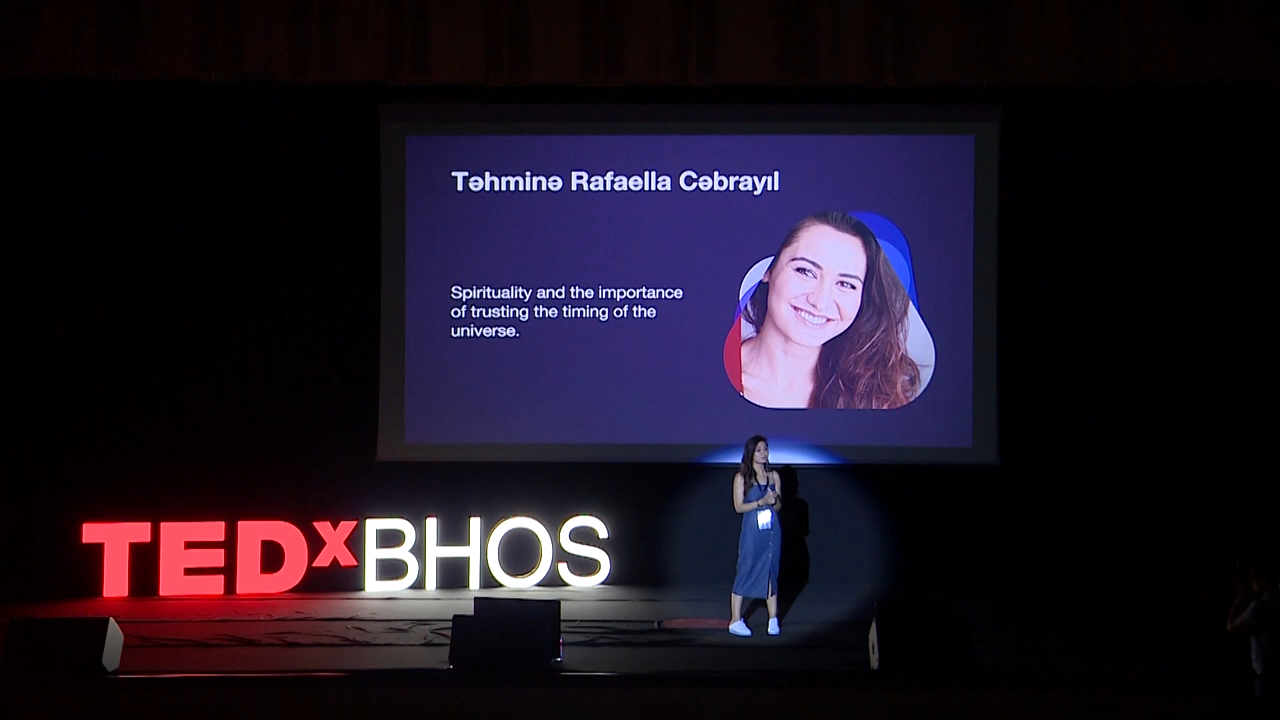 Təhminə Rafaella Cəbrayıl
Spirituality and the importance
of trusting the timing of the
universe.
TEDxBHOS